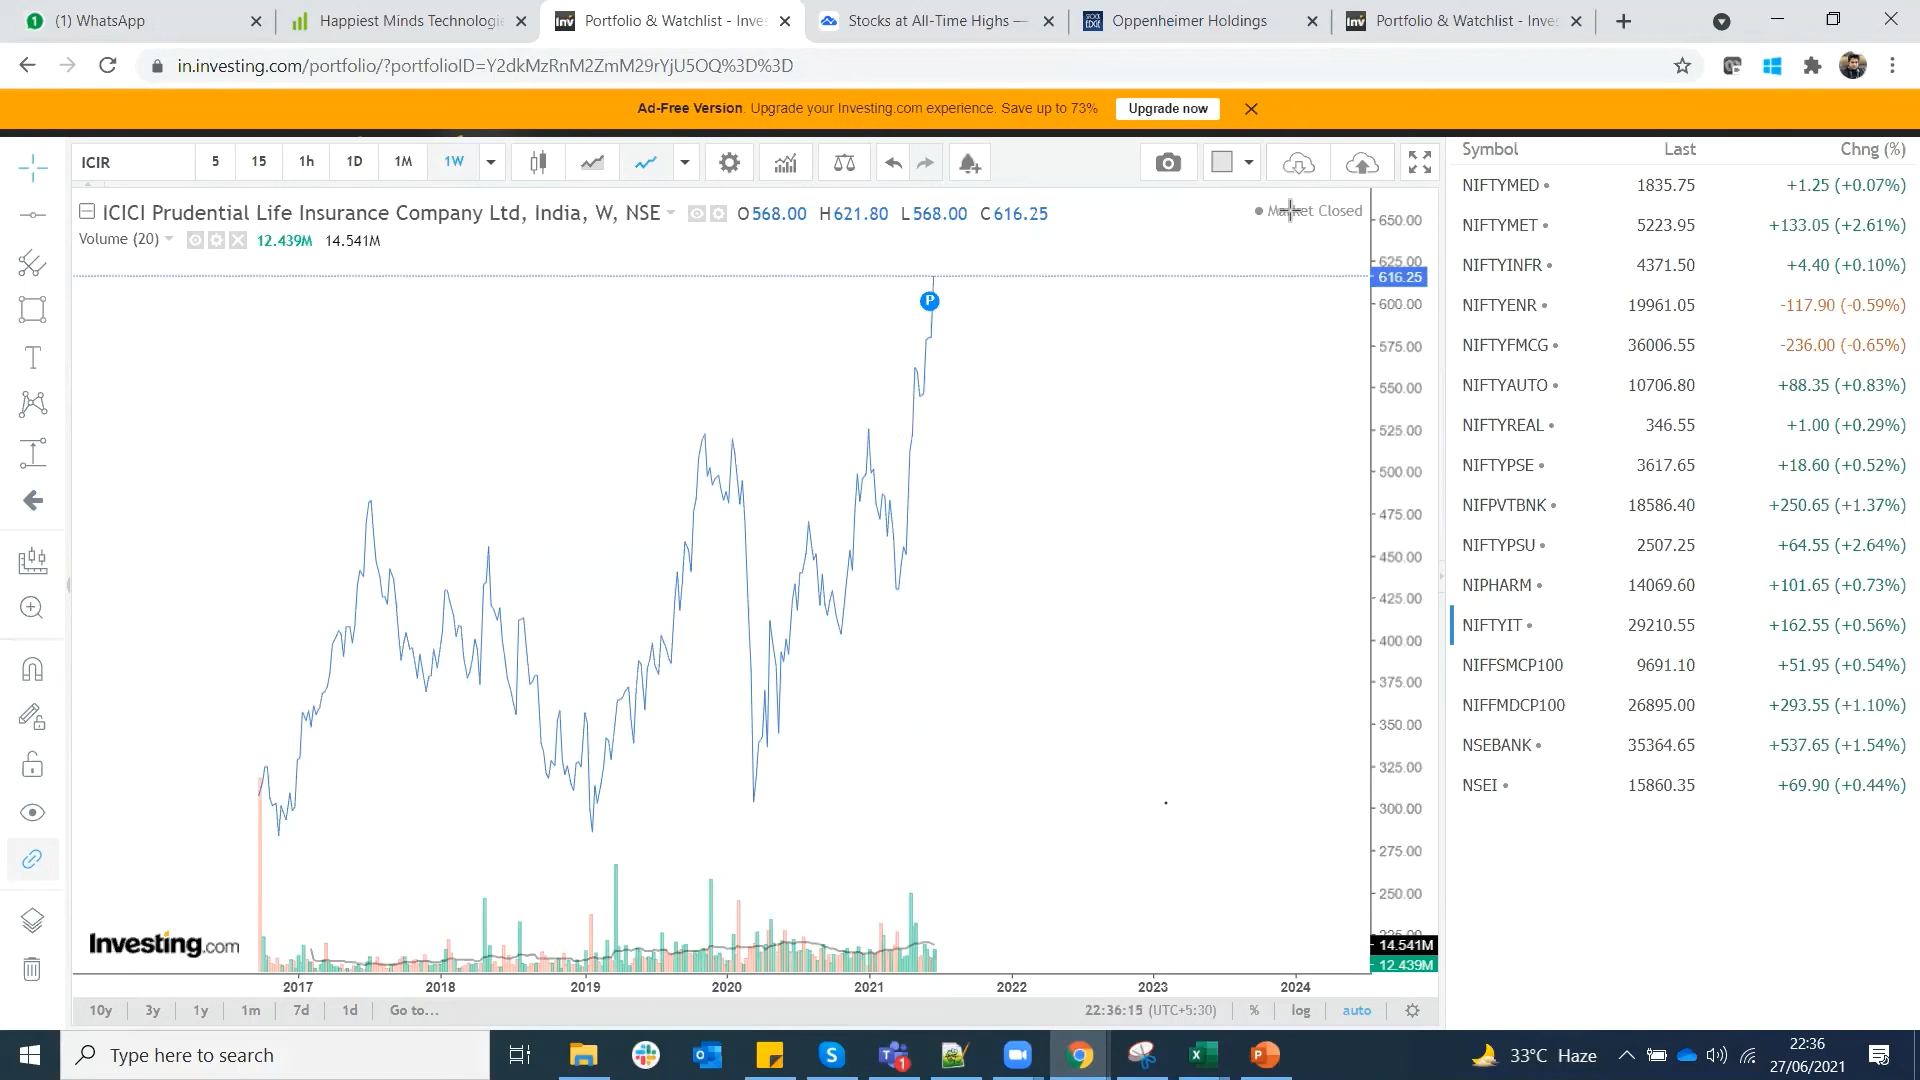 (1) WhatsApp
Happiest Minds Technologie
Portfolio & Watchlist - Inves
Stocks at All-Time Highs —
Oppenheimer Holdings
Portfolio & Watchlist - Inves
in.investing.com/portfolio/?portfolioID=Y2dkMzRnM2ZmM29rYjU5OQ%3D%3D
Ad-Free Version. Upgrade your Investing.com experience. Save up to 73% Upgrade now
ICIR 5 15 1h 1D 1M 1W
ICICI Prudential Life Insurance Company Ltd, India, W, NSE O568.00 H621.80 L568.00 C616.25
Market Closed
Volume (20) 12.439M 14.541M
650.00
625.00
616.25
600.00
575.00
550.00
525.00
500.00
475.00
450.00
425.00
400.00
375.00
350.00
325.00
300.00
275.00
250.00
14.541M
12.439M
P
Investing.com
2017 2018 2019 2020 2021 2022 2023 2024
10y 3y 1y 1m 7d 1d Go to... 22:36:15 (UTC+5:30) % log auto
Symbol Last Chng (%)
NIFTYMED 1835.75 +1.25 (+0.07%)
NIFTYMET 5223.95 +133.05 (+2.61%)
NIFTYINFR 4371.50 +4.40 (+0.10%)
NIFTYENR 19961.05 -117.90 (-0.59%)
NIFTYFMCG 36006.55 -236.00 (-0.65%)
NIFTYAUTO 10706.80 +88.35 (+0.83%)
NIFTYREAL 346.55 +1.00 (+0.29%)
NIFTYPSE 3617.65 +18.60 (+0.52%)
NIFPVTBNK 18586.40 +250.65 (+1.37%)
NIFTYPSU 2507.25 +64.55 (+2.64%)
NIPHARM 14069.60 +101.65 (+0.73%)
NIFTYIT 29210.55 +162.55 (+0.56%)
NIFFSMCP100 9691.10 +51.95 (+0.54%)
NIFFMDCP100 26895.00 +293.55 (+1.10%)
NSEBANK 35364.65 +537.65 (+1.54%)
NSEI 15860.35 +69.90 (+0.44%)
Type here to search
33°C Haze
22:36
27/06/2021